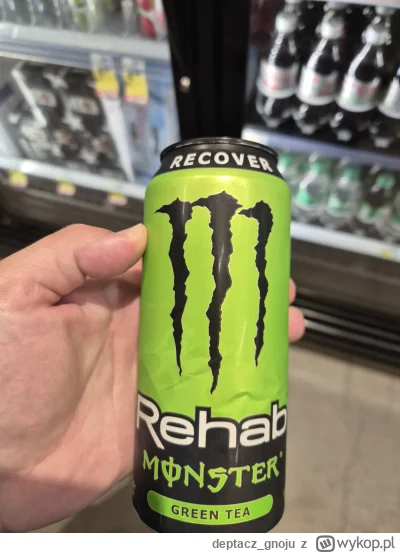 RECOVER
Rehab
MONSTER
GREEN TEA
deptacz_gnoju z wykop.pl